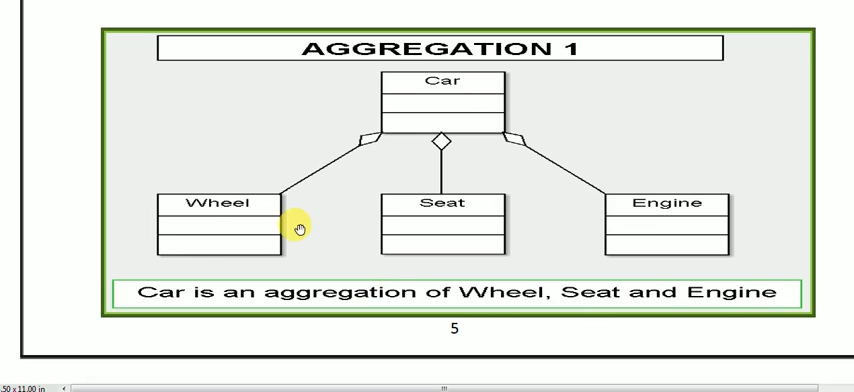 AGGREGATION 1
Car
Wheel
Seat
Engine
Car is an aggregation of Wheel, Seat and Engine
5
.50 x 11.00 in